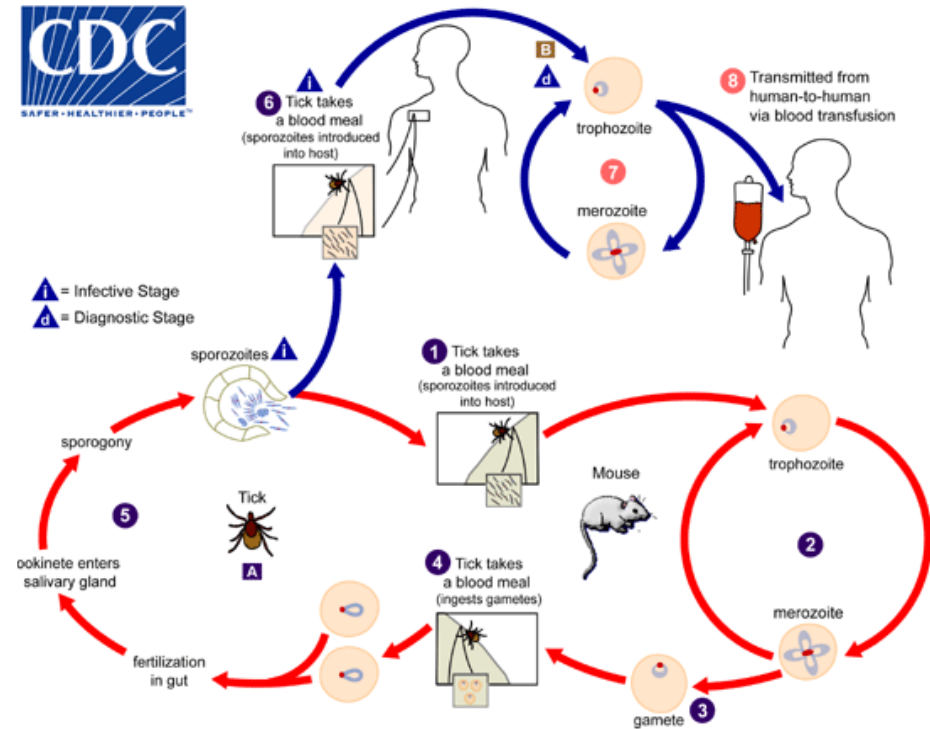 CDC
SAFER • HEALTHIER • PEOPLE™
i
6 Tick takes
a blood meal
(sporozoites introduced
into host)
B
d
trophozoite
7
merozoite
8 Transmitted from
human-to-human
via blood transfusion
i = Infective Stage
d = Diagnostic Stage
sporozoites i
1 Tick takes
a blood meal
(sporozoites introduced
into host)
trophozoite
sporogony
5
Tick
A
Mouse
2
ookinete enters
salivary gland
4 Tick takes
a blood meal
(ingests gametes)
merozoite
fertilization
in gut
gamete 3